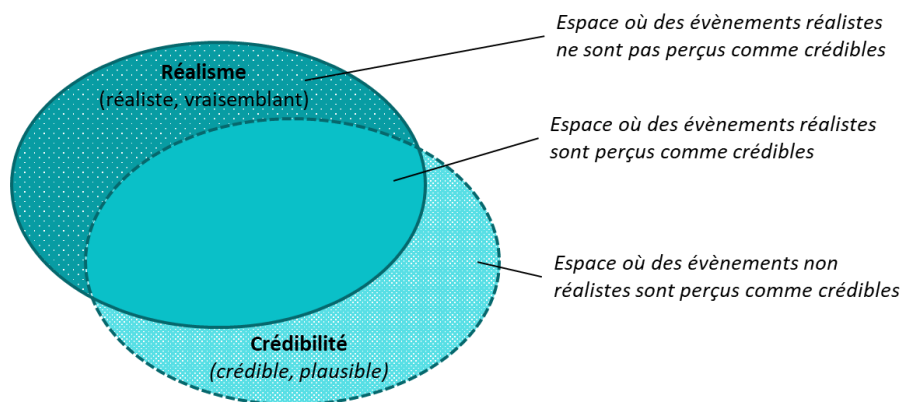 Espace où des évènements réalistes
ne sont pas perçus comme crédibles
Réalisme
(réaliste, vraisemblant)
Espace où des évènements réalistes
sont perçus comme crédibles
Espace où des évènements non
réalistes sont perçus comme crédibles
Crédibilité
(crédible, plausible)